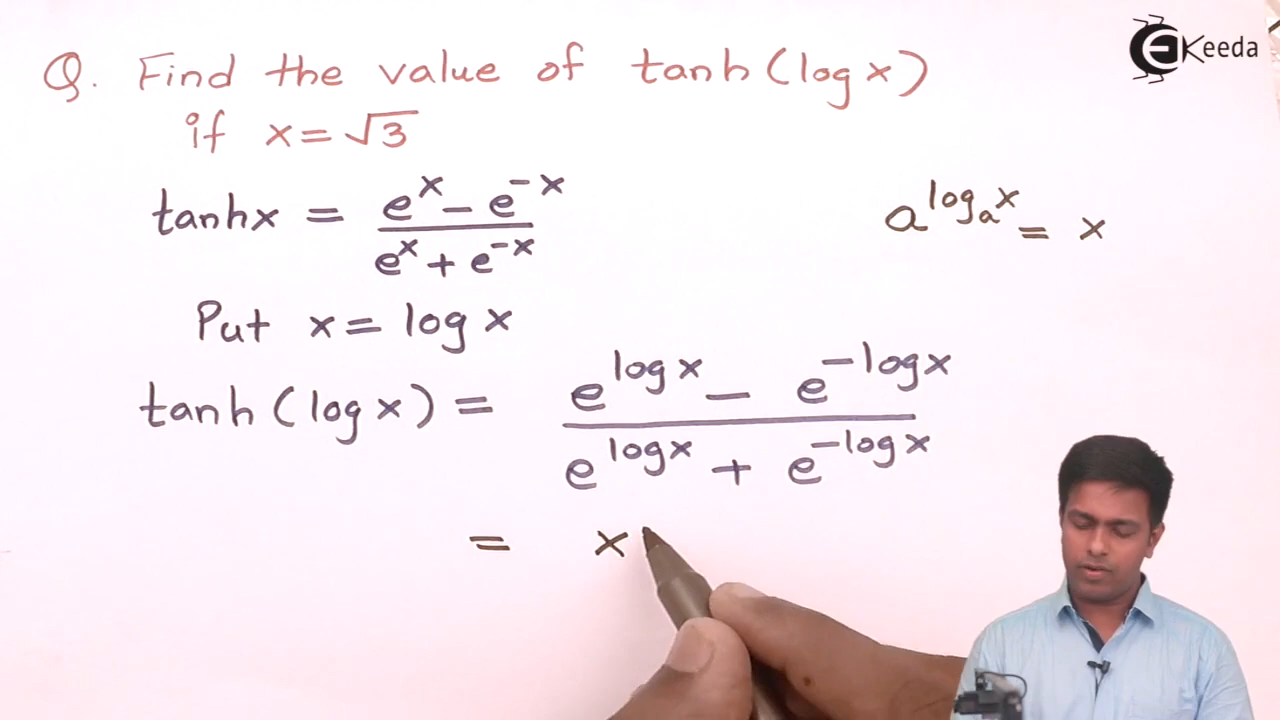 EKeeda
Q. Find the value of tanh(log x)
if x = √3
tanhx = (e^x - e^-x) / (e^x + e^-x)
a^(log_a x) = x
Put x = log x
tanh(log x) = (e^(log x) - e^(-log x)) / (e^(log x) + e^(-log x))
= x